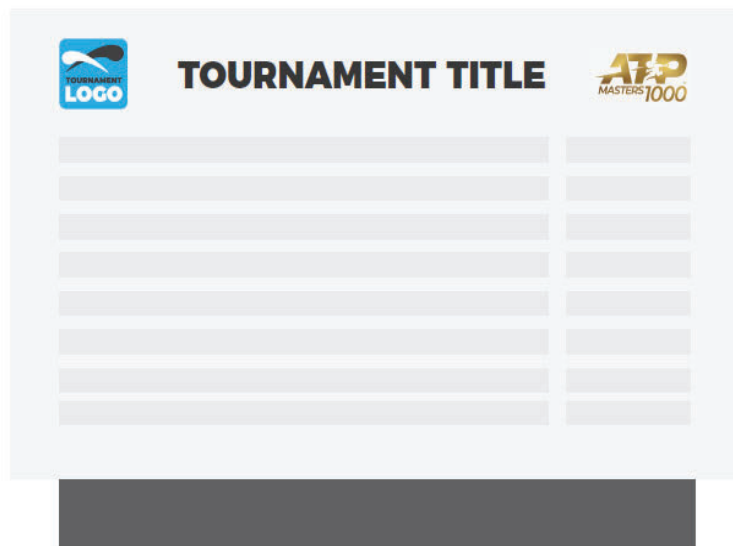 TOURNAMENT
LOGO
TOURNAMENT TITLE
ATP
MASTERS 1000